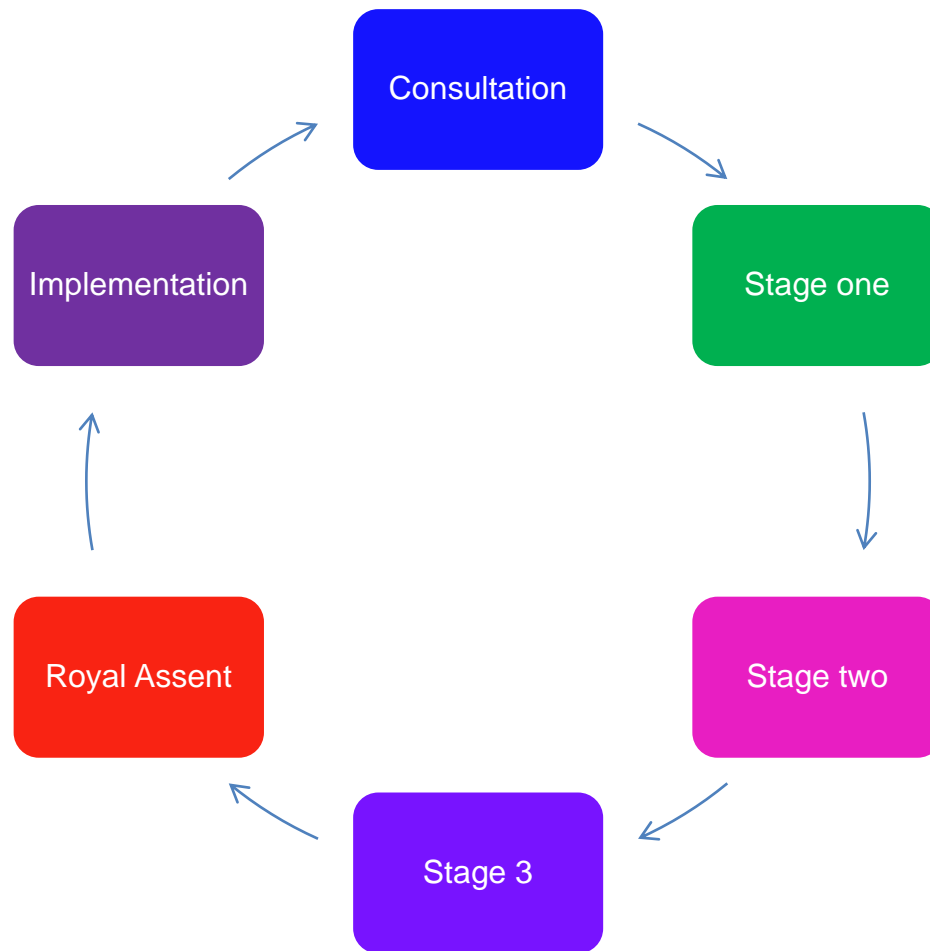 Consultation
Stage one
Stage two
Stage 3
Royal Assent
Implementation